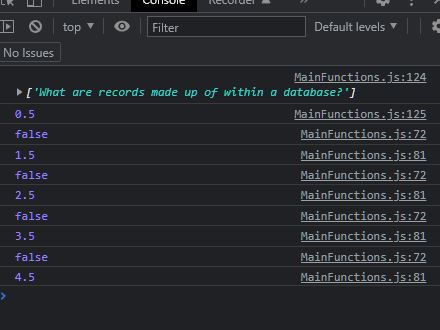 Elements Console Recorder
top Filter Default levels
No Issues
MainFunctions.js:124
['What are records made up of within a database?']
0.5 MainFunctions.js:125
false MainFunctions.js:72
1.5 MainFunctions.js:81
false MainFunctions.js:72
2.5 MainFunctions.js:81
false MainFunctions.js:72
3.5 MainFunctions.js:81
false MainFunctions.js:72
4.5 MainFunctions.js:81